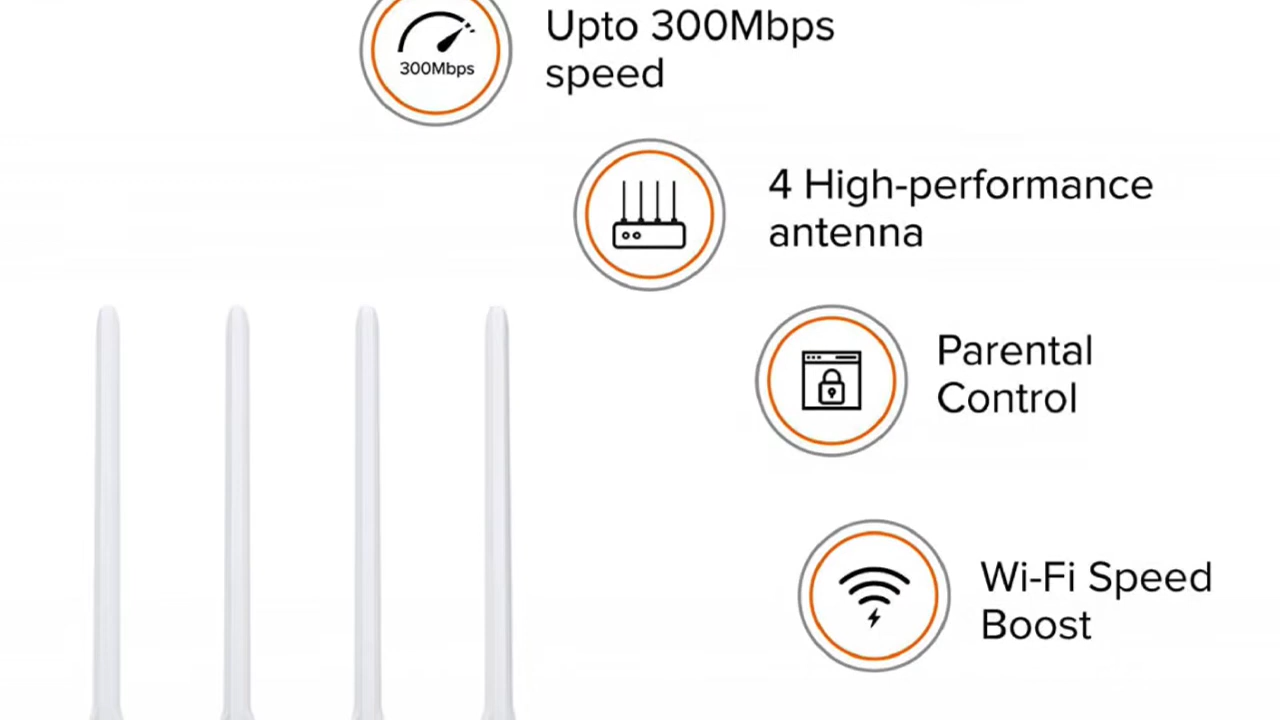 300Mbps
Upto 300Mbps
speed
4 High-performance
antenna
Parental
Control
Wi-Fi Speed
Boost